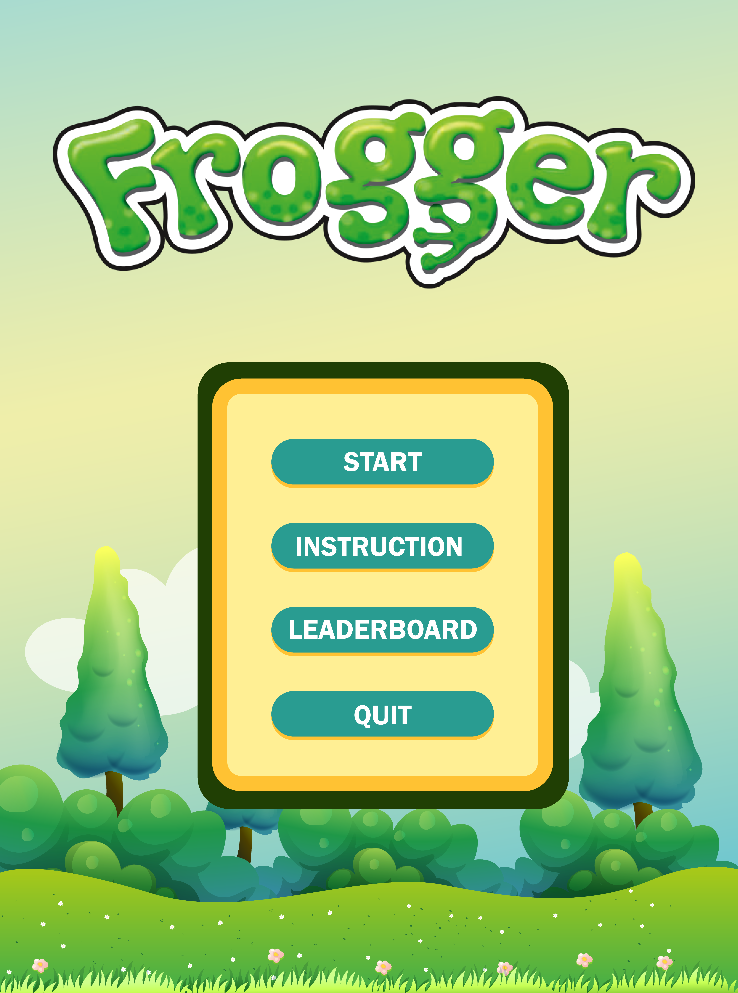 Frogger
START
INSTRUCTION
LEADERBOARD
QUIT